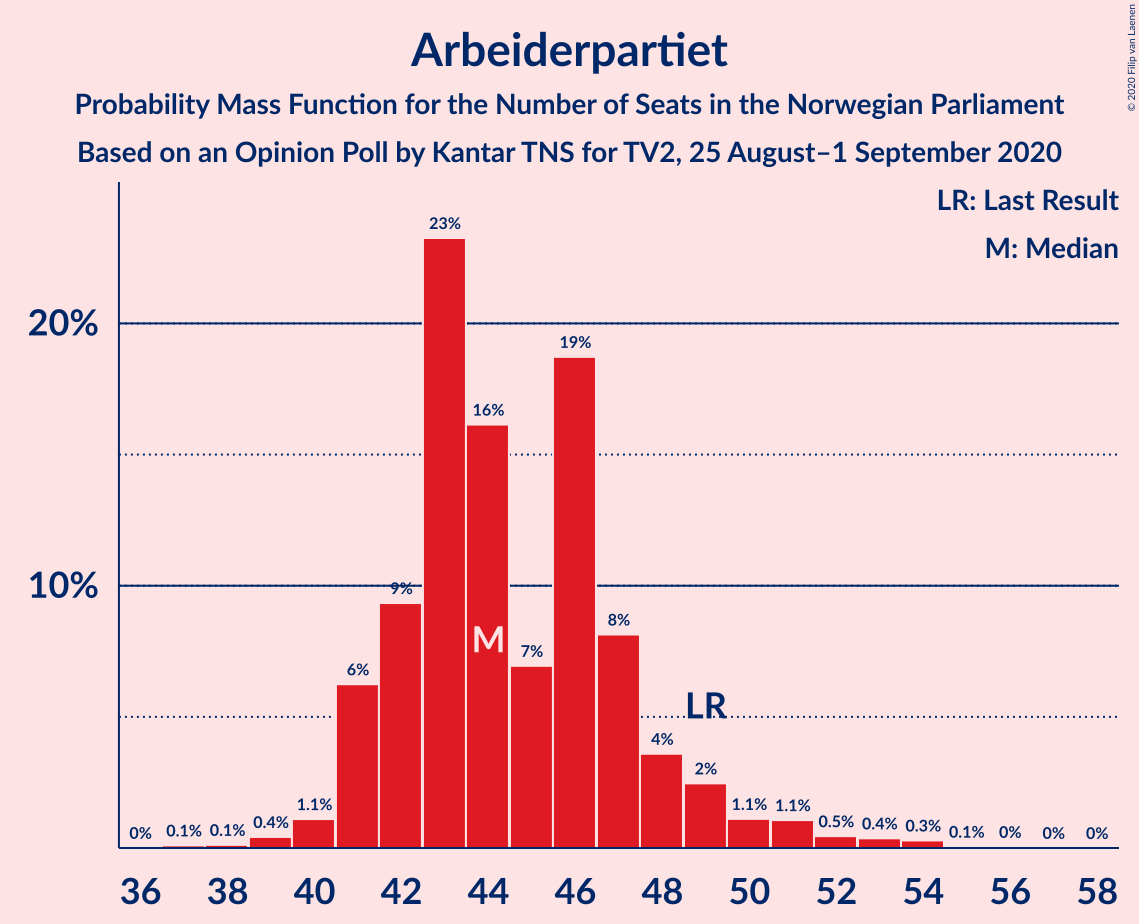 Arbeiderpartiet
Probability Mass Function for the Number of Seats in the Norwegian Parliament
Based on an Opinion Poll by Kantar TNS for TV2, 25 August–1 September 2020
© 2020 Filip van Laenen
LR: Last Result
M: Median
20%
10%
0%
0.1%
0.1%
0.4%
1.1%
6%
9%
23%
16%
7%
19%
8%
4%
2%
1.1%
1.1%
0.5%
0.4%
0.3%
0.1%
0%
0%
0%
M
LR
36 38 40 42 44 46 48 50 52 54 56 58